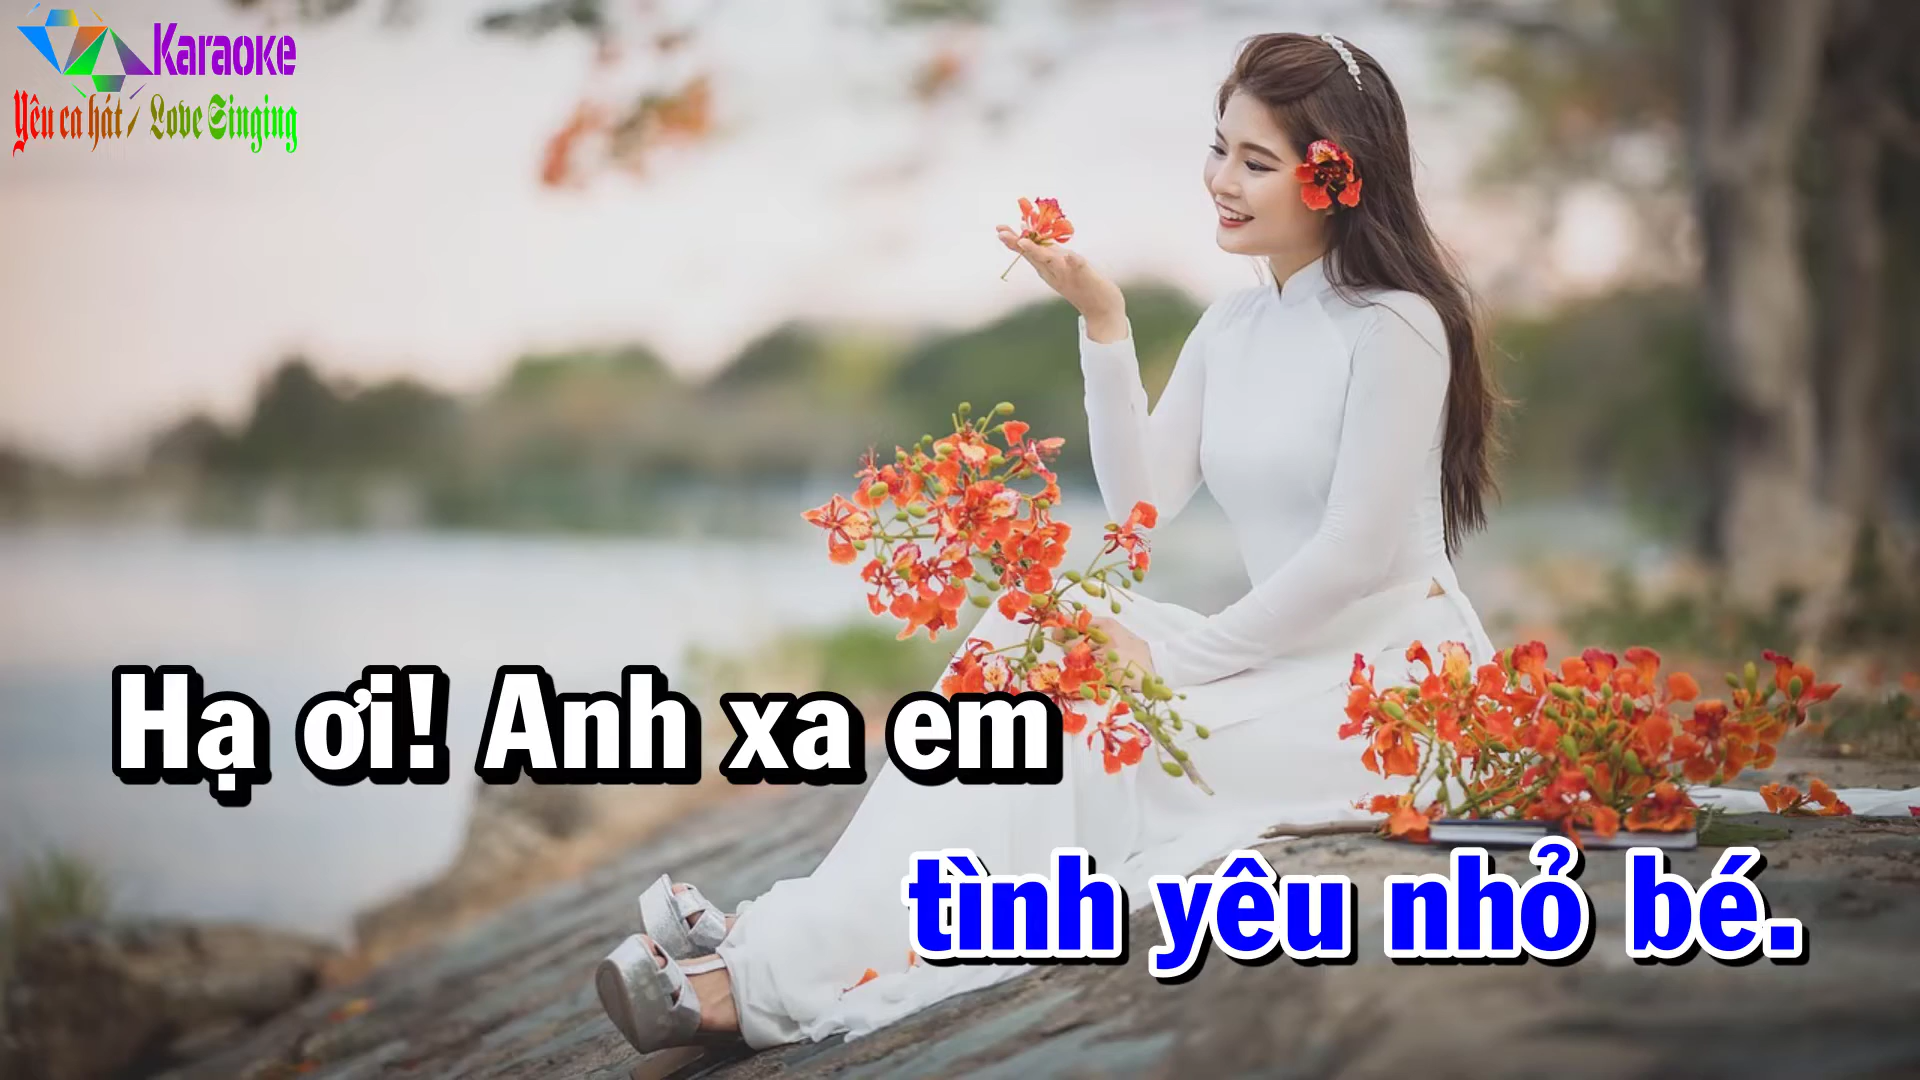 Karaoke
Yêu ca hát / Love Singing
Hạ ơi! Anh xa em
tình yêu nhỏ bé.